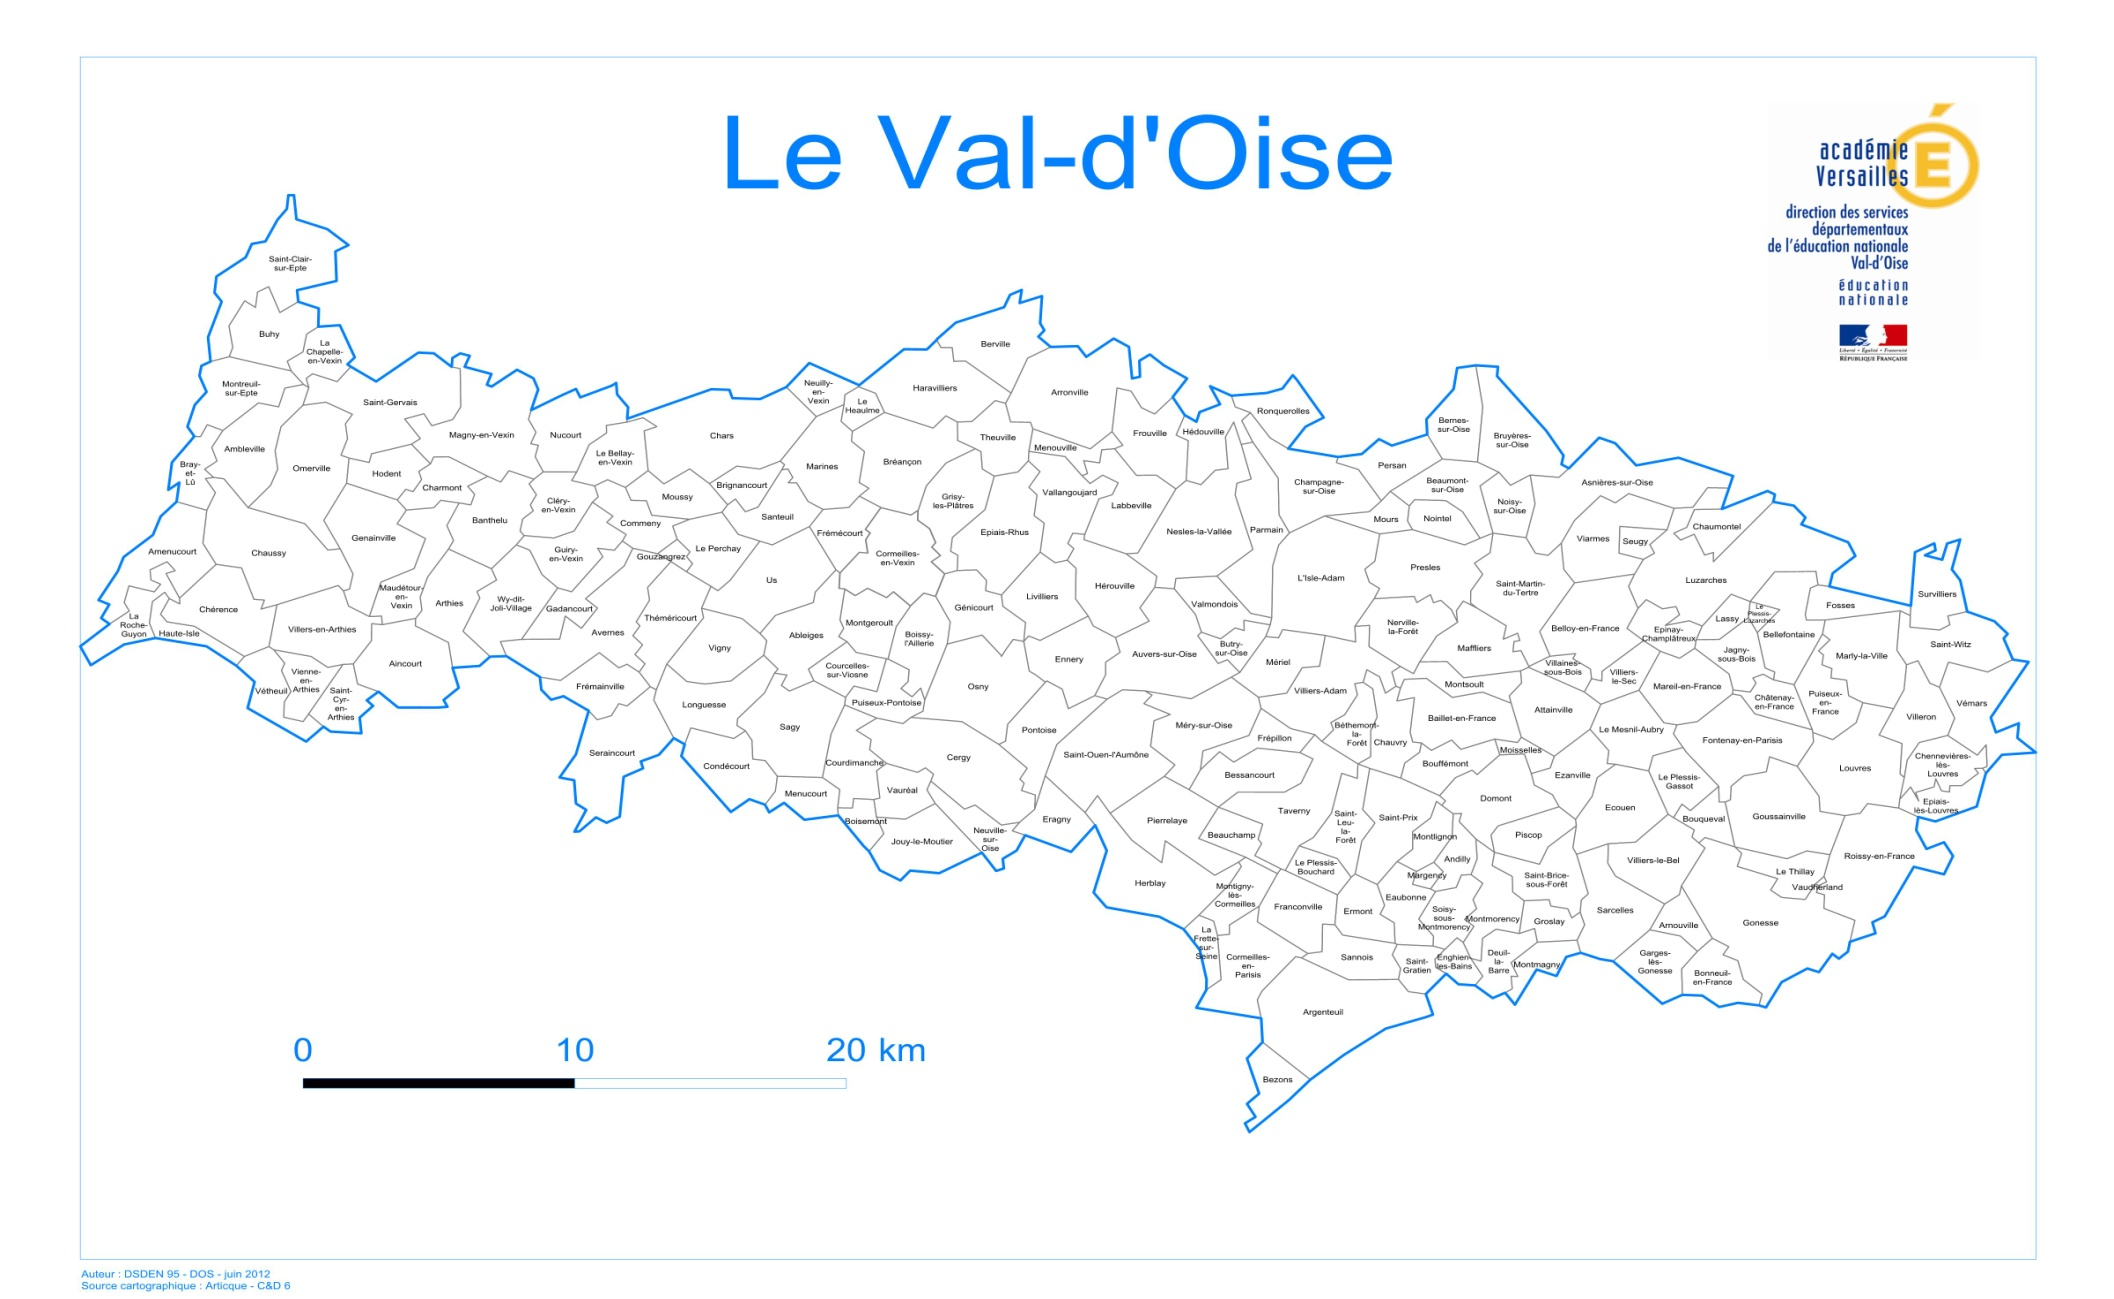 Le Val-d'Oise
académie
Versailles
É
direction des services
départementaux
de l'éducation nationale
Val-d'Oise
éducation
nationale
Liberté • Égalité • Fraternité
RÉPUBLIQUE FRANÇAISE
Saint-Clair-
sur-Epte
Buhy
La
Chapelle-
en-Vexin
Montreuil-
sur-Epte
Saint-Gervais
Ambleville
Omerville
Hodent
Magny-en-Vexin
Charmont
Bray-
et-
Lû
Nucourt
Le Bellay-
en-Vexin
Chars
Neuilly-
en-
Vexin
Le
Heaulme
Haravilliers
Berville
Arronville
Theuville
Menouville
Frouville
Hédouville
Ronquerolles
Bernes-
sur-Oise
Bruyères-
sur-Oise
Persan
Champagne-
sur-Oise
Beaumont-
sur-Oise
Noisy-
sur-Oise
Asnières-sur-Oise
Mours
Nointel
Viarmes
Seugy
Chaumontel
Luzarches
Marines
Bréançon
Grisy-
les-Plâtres
Vallangoujard
Labbeville
Nesles-la-Vallée
Parmain
Brignancourt
Moussy
Santeuil
Cléry-
en-Vexin
Commeny
Banthelu
Guiry-
en-Vexin
Gouzangrez
Le Perchay
Us
Frémécourt
Cormeilles-
en-Vexin
Epiais-Rhus
Genainville
Chaussy
Amenucourt
La
Roche-
Guyon
Haute-Isle
Chérence
Villers-en-Arthies
Maudétour-
en-
Vexin
Arthies
Wy-dit-
Joli-Village
Gadancourt
Avernes
Théméricourt
Vigny
Ableiges
Montgeroult
Boissy-
l'Aillerie
Génicourt
Livilliers
Hérouville
Valmondois
Butry-
sur-Oise
L'Isle-Adam
Presles
Saint-Martin-
du-Tertre
Nerville-
la-Forêt
Maffliers
Belloy-en-France
Epinay-
Champlâtreux
Lassy
Le
Plessis-
Luzarches
Bellefontaine
Fosses
Survilliers
Saint-Witz
Marly-la-Ville
Jagny-
sous-Bois
Mareil-en-France
Châtenay-
en-France
Puiseux-
en-
France
Villeron
Vémars
Villiers-
le-Sec
Villaines-
sous-Bois
Vétheuil
Vienne-
en-
Arthies
Saint-
Cyr-
en-
Arthies
Aincourt
Frémainville
Seraincourt
Longuesse
Condécourt
Sagy
Courcelles-
sur-Viosne
Puiseux-Pontoise
Courdimanche
Menucourt
Boisemont
Vauréal
Jouy-le-Moutier
Cergy
Neuville-
sur-
Oise
Osny
Pontoise
Eragny
Ennery
Auvers-sur-Oise
Saint-Ouen-l'Aumône
Méry-sur-Oise
Mériel
Villiers-Adam
Frépillon
Bessancourt
Béthemont-
la-
Forêt
Chauvry
Montsoult
Baillet-en-France
Attainville
Moisselles
Bouffémont
Le Mesnil-Aubry
Fontenay-en-Parisis
Louvres
Chennevières-
lès-
Louvres
Epiais-
lès-Louvres
Ezanville
Domont
Ecouen
Le Plessis-
Gassot
Bouqueval
Goussainville
Pierrelaye
Beauchamp
Taverny
Saint-
Leu-
la-
Forêt
Saint-Prix
Montlignon
Andilly
Piscop
Margency
Le Plessis-
Bouchard
Saint-Brice-
sous-Forêt
Villiers-le-Bel
Le Thillay
Vaudherland
Roissy-en-France
Herblay
Montigny-
lès-
Cormeilles
Franconville
Ermont
Eaubonne
Soisy-
sous-
Montmorency
Montmorency
Groslay
Sarcelles
Arnouville
Gonesse
La
Frette-
sur-
Seine
Cormeilles-
en-
Parisis
Sannois
Saint-
Gratien
Enghien-
les-Bains
Deuil-
la-
Barre
Montmagny
Garges-
lès-
Gonesse
Bonneuil-
en-France
Argenteuil
Bezons
0 10 20 km
Auteur : DSDEN 95 - DOS - juin 2012
Source cartographique : Articque - C&D 6